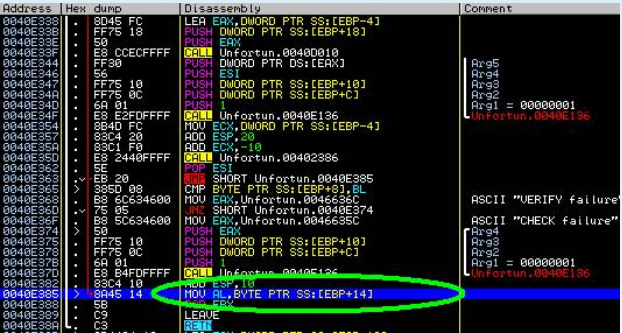 Address Hex dump Disassembly Comment
0040E338 . 8D45 FC LEA EAX,DWORD PTR SS:[EBP-4]
0040E33B . FF75 18 PUSH DWORD PTR SS:[EBP+18]
0040E33E . 50 PUSH EAX
0040E33F . E8 CCECFFFF CALL Unfortun.0040D010
0040E344 . FF30 PUSH DWORD PTR DS:[EAX] Arg5
0040E346 . 56 PUSH ESI Arg4
0040E347 . FF75 10 PUSH DWORD PTR SS:[EBP+10] Arg3
0040E34A . FF75 0C PUSH DWORD PTR SS:[EBP+C] Arg2
0040E34D . 6A 01 PUSH 1 Arg1 = 00000001
0040E34F . E8 E2FDFFFF CALL Unfortun.0040E136 Unfortun.0040E136
0040E354 . 8B4D FC MOV ECX,DWORD PTR SS:[EBP-4]
0040E357 . 83C4 20 ADD ESP,20
0040E35A . 83C1 F0 ADD ECX,-10
0040E35D . E8 2440FFFF CALL Unfortun.00402386
0040E362 . 5E POP ESI
0040E363 . EB 20 JMP SHORT Unfortun.0040E385
0040E365 > 385D 08 CMP BYTE PTR SS:[EBP+8],BL
0040E368 . B8 6C634600 MOV EAX,Unfortun.0046636C ASCII "VERIFY failure"
0040E36D . 75 05 JNZ SHORT Unfortun.0040E374
0040E36F . B8 5C634600 MOV EAX,Unfortun.0046635C ASCII "CHECK failure"
0040E374 > 50 PUSH EAX Arg4
0040E375 . FF75 10 PUSH DWORD PTR SS:[EBP+10] Arg3
0040E378 . FF75 0C PUSH DWORD PTR SS:[EBP+C] Arg2
0040E37B . 6A 01 PUSH 1 Arg1 = 00000001
0040E37D . E8 B4FDFFFF CALL Unfortun.0040E136 Unfortun.0040E136
0040E382 . 83C4 10 ADD ESP,10
0040E385 > 8A45 14 MOV AL,BYTE PTR SS:[EBP+14]
0040E388 . 5B POP EBX
0040E389 . C9 LEAVE
0040E38A . C3 RETN